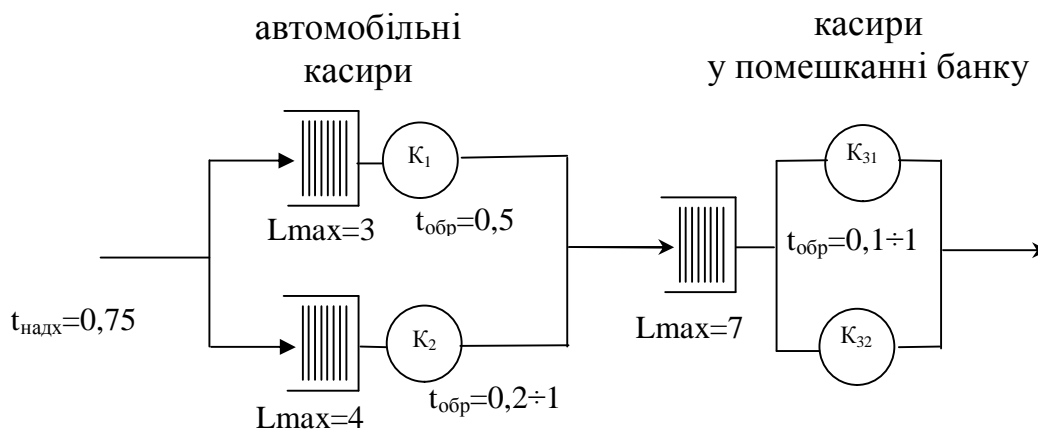 автомобільні
касири
касири
у помешканні банку
K₁
Lmax=3
tобр=0,5
K₃₁
tобр=0,1÷1
tнадх=0,75
K₂
Lmax=4
tобр=0,2÷1
Lmax=7
K₃₂